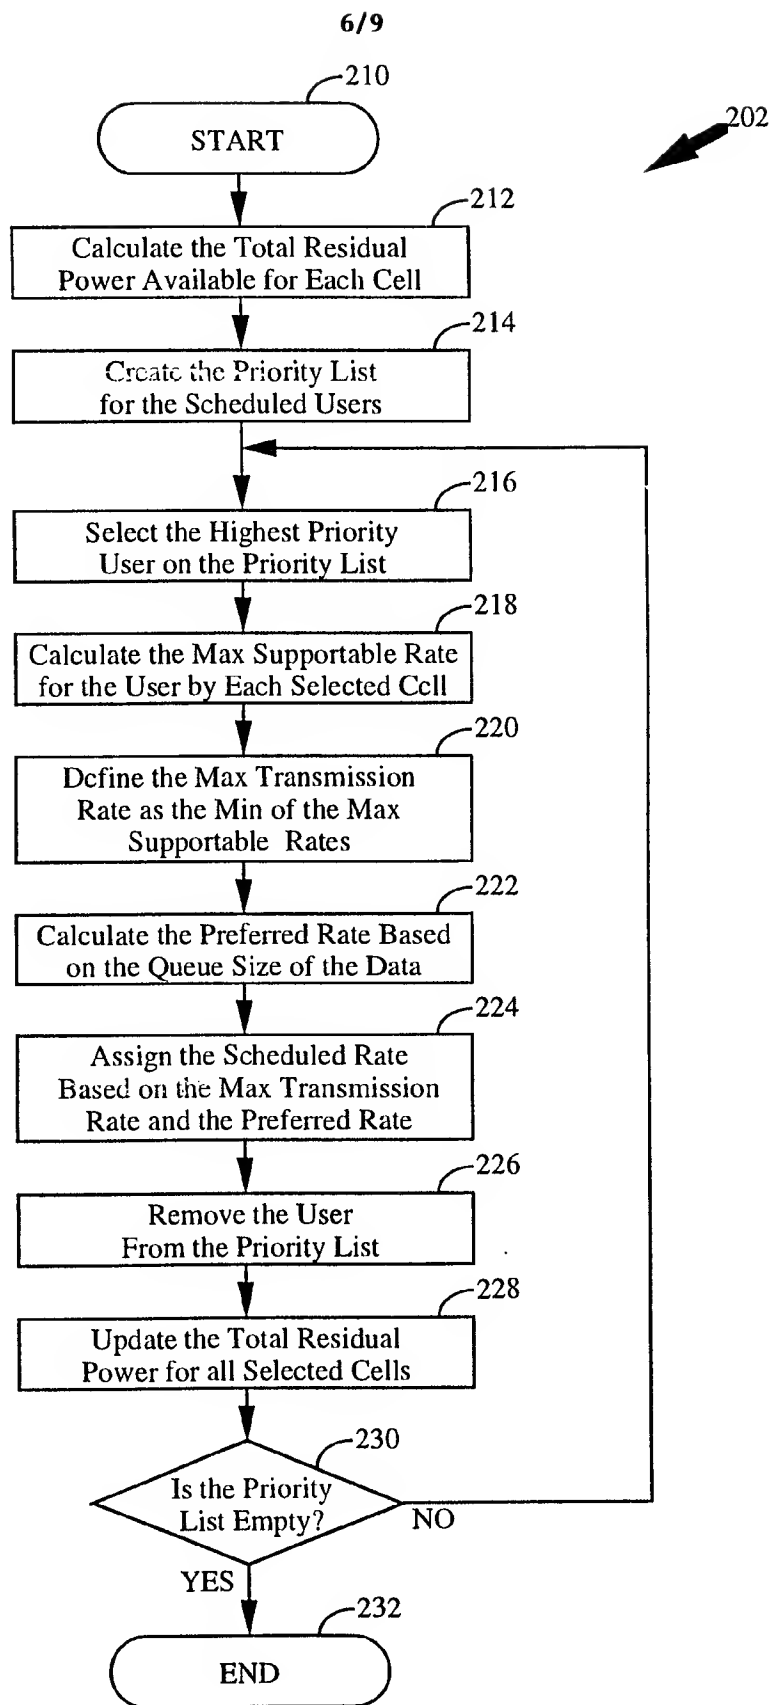 6/9
210
START
202
212
Calculate the Total Residual
Power Available for Each Cell
214
Create the Priority List
for the Scheduled Users
216
Select the Highest Priority
User on the Priority List
218
Calculate the Max Supportable Rate
for the User by Each Selected Cell
220
Define the Max Transmission
Rate as the Min of the Max
Supportable Rates
222
Calculate the Preferred Rate Based
on the Queue Size of the Data
224
Assign the Scheduled Rate
Based on the Max Transmission
Rate and the Preferred Rate
226
Remove the User
From the Priority List
228
Update the Total Residual
Power for all Selected Cells
230
Is the Priority
List Empty?
NO
YES
232
END